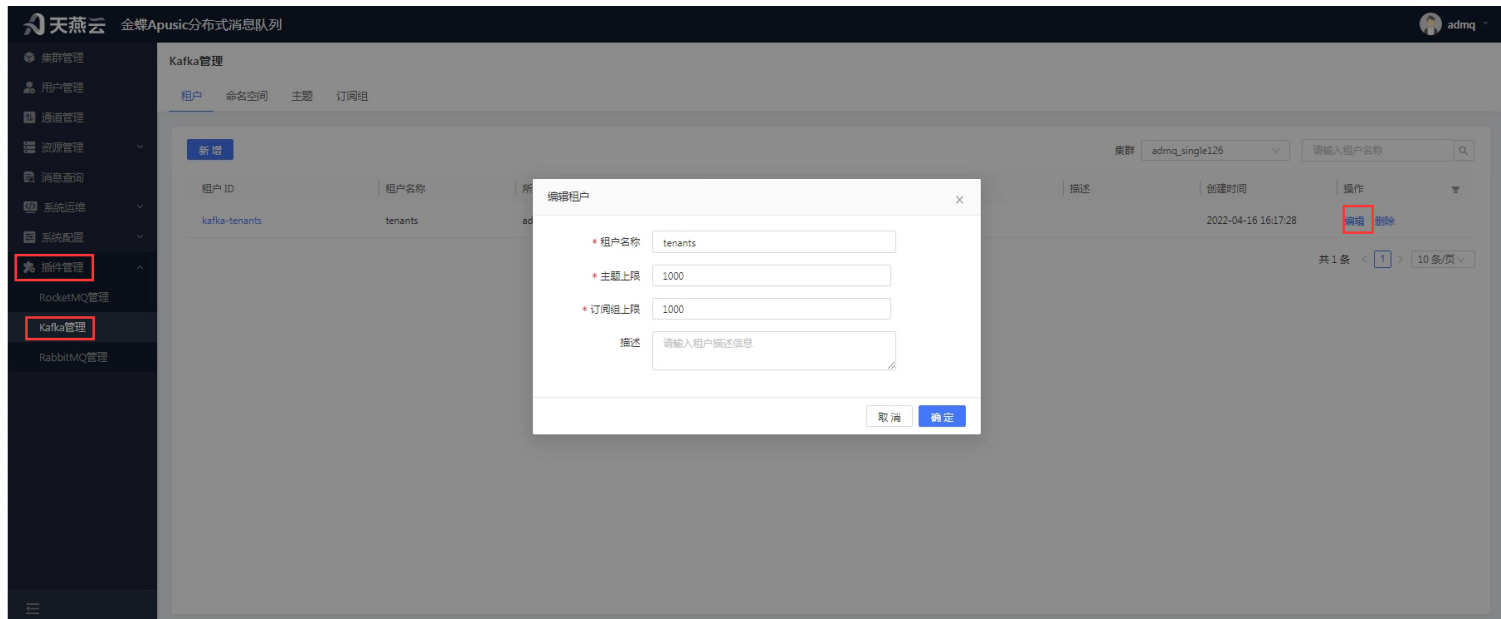 天燕云 金蝶Apusic分布式消息队列 admq
集群管理
用户管理
通道管理
资源管理
消息查询
系统运维
系统配置
插件管理
RocketMQ管理
Kafka管理
RabbitMQ管理
Kafka管理
租户 命名空间 主题 订阅组
新增 集群 admq_single126 请输入租户名称
租户 ID 租户名称 所 描述 创建时间 操作
kafka-tenants tenants ad 2022-04-16 16:17:28 编辑 删除
共 1 条 < 1 > 10 条/页
编辑租户
* 租户名称 tenants
* 主题上限 1000
* 订阅组上限 1000
描述 请输入租户描述信息
取消 确定